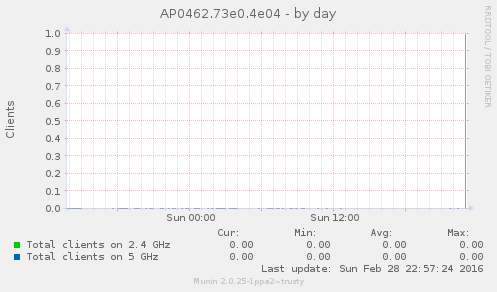 AP0462.73e0.4e04 - by day
RRDTOOL / TOBI OETIKER
Clients
1.0
0.9
0.8
0.7
0.6
0.5
0.4
0.3
0.2
0.1
0.0
Sun 00:00 Sun 12:00
Cur: Min: Avg: Max:
Total clients on 2.4 GHz 0.00 0.00 0.00 0.00
Total clients on 5 GHz 0.00 0.00 0.00 0.00
Last update: Sun Feb 28 22:57:24 2016
Munin 2.0.25-1ppa2~trusty